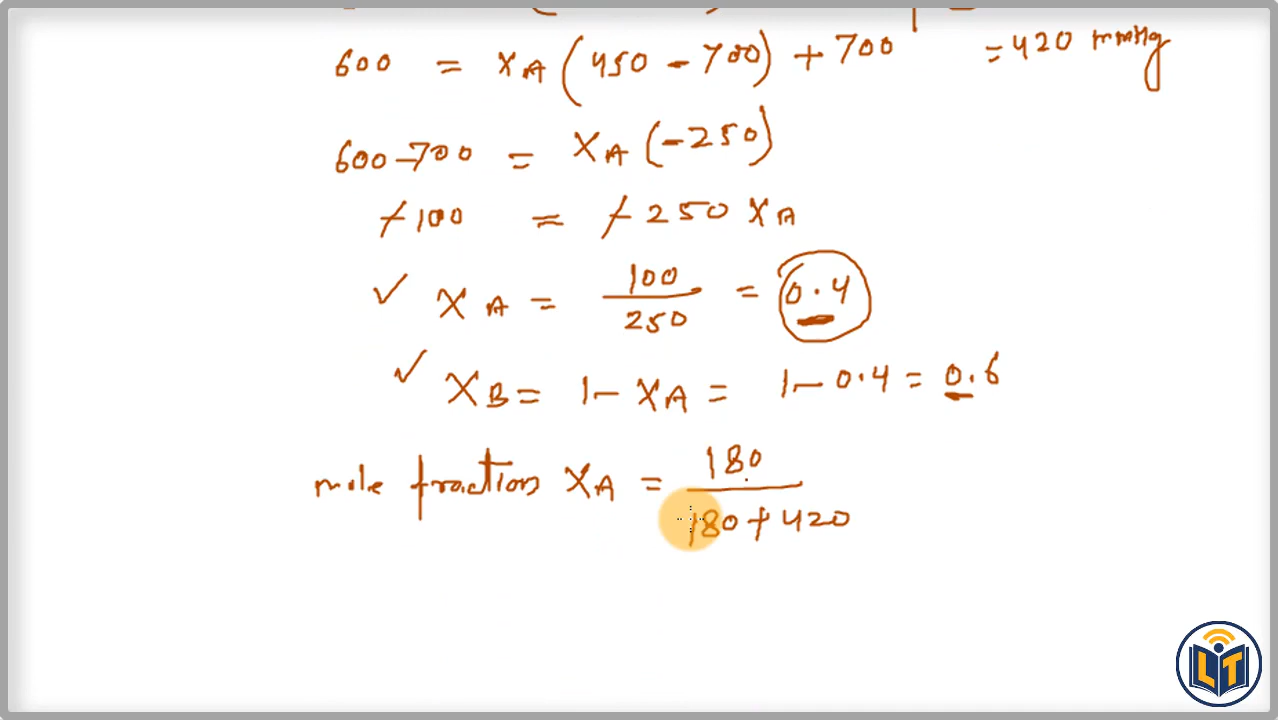 600 = XA (450 - 700) + 700 = 420 mmHg
600 - 700 = XA (-250)
-100 = -250 XA
✓ XA = 100/250 = 0.4
✓ XB = 1 - XA = 1 - 0.4 = 0.6
mole fraction XA = 180/180 + 420
LT